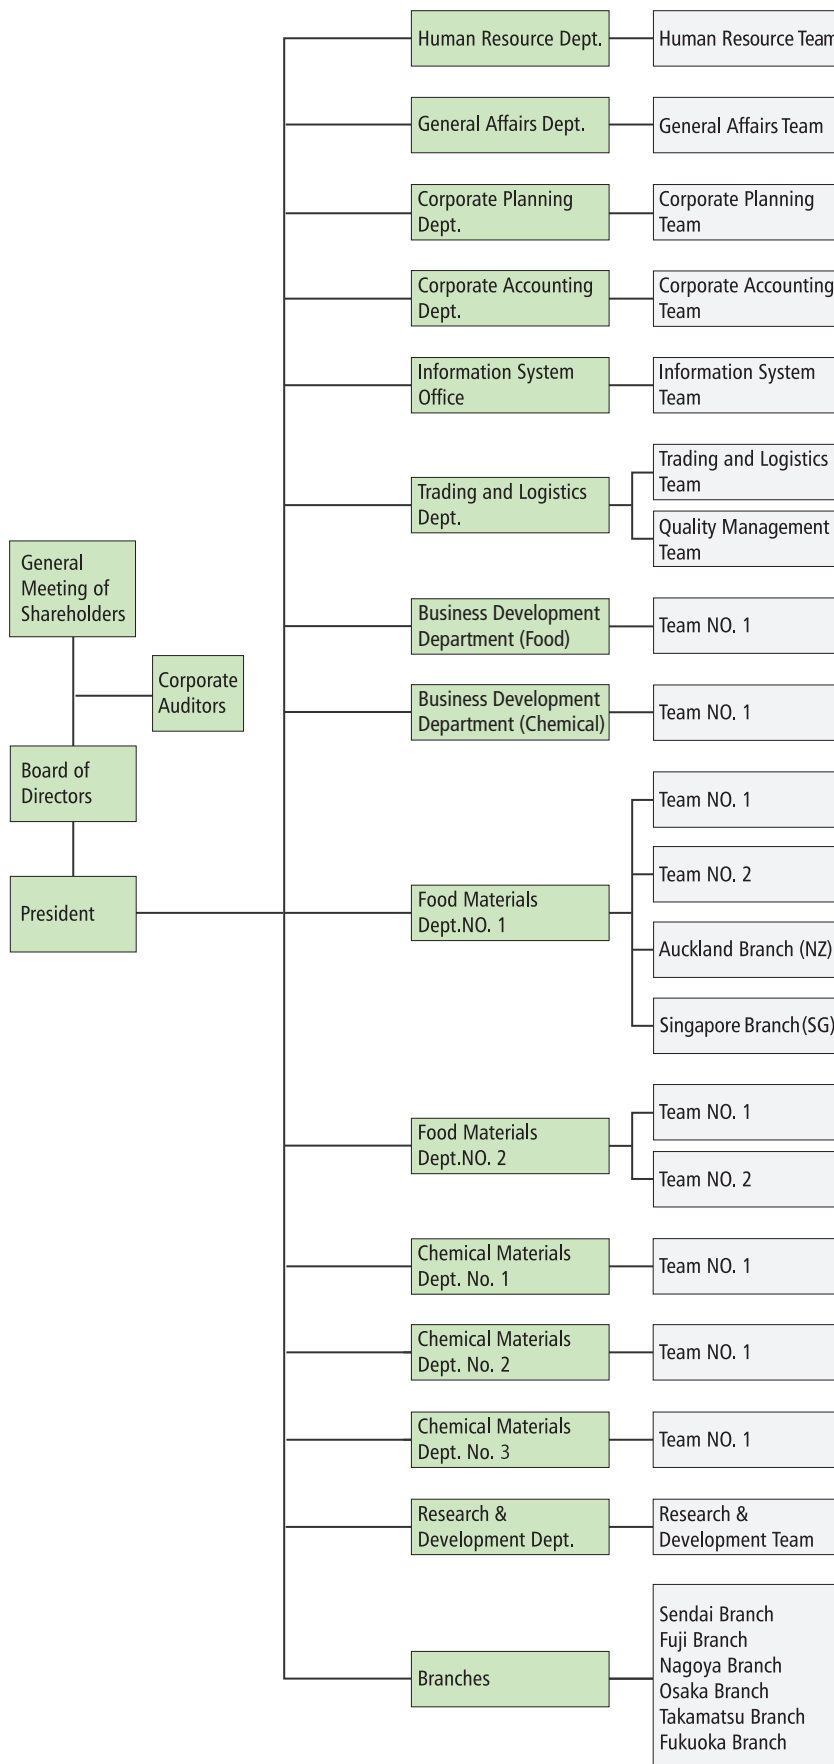 Human Resource Dept.
Human Resource Team
General Affairs Dept.
General Affairs Team
Corporate Planning
Dept.
Corporate Planning
Team
Corporate Accounting
Dept.
Corporate Accounting
Team
Information System
Office
Information System
Team
Trading and Logistics
Dept.
Trading and Logistics
Team
Quality Management
Team
General
Meeting of
Shareholders
Corporate
Auditors
Board of
Directors
President
Business Development
Department (Food)
Team NO. 1
Business Development
Department (Chemical)
Team NO. 1
Food Materials
Dept.NO. 1
Team NO. 1
Team NO. 2
Auckland Branch (NZ)
Singapore Branch (SG)
Food Materials
Dept.NO. 2
Team NO. 1
Team NO. 2
Chemical Materials
Dept. No. 1
Team NO. 1
Chemical Materials
Dept. No. 2
Team NO. 1
Chemical Materials
Dept. No. 3
Team NO. 1
Research &
Development Dept.
Research &
Development Team
Branches
Sendai Branch
Fuji Branch
Nagoya Branch
Osaka Branch
Takamatsu Branch
Fukuoka Branch